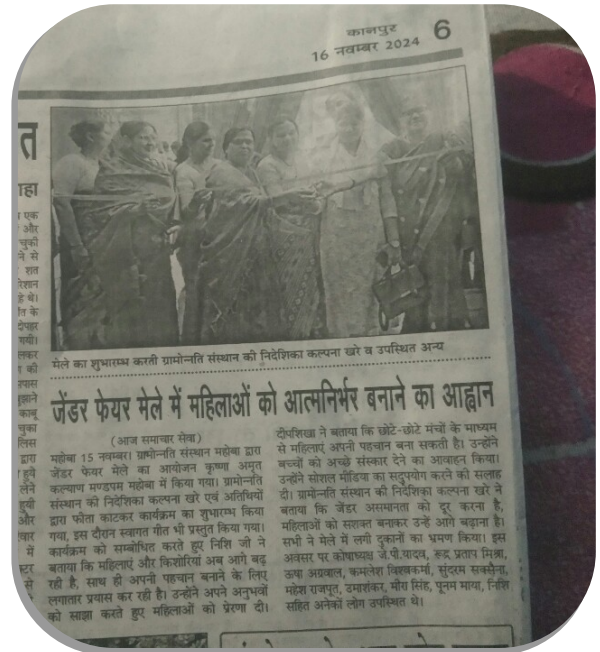 कानपुर
16 नवम्बर 2024
6
मेले का शुभारम्भ करती ग्रामोन्नति संस्थान की निदेशिका कल्पना खरे व उपस्थित अन्य
जेंडर फेयर मेले में महिलाओं को आत्मनिर्भर बनाने का आह्वान
(आज समाचार सेवा)
महोबा 15 नवम्बर। ग्रामोन्नति संस्थान महोबा द्वारा
जेंडर फेयर मेले का आयोजन कृष्णा अमृत
कल्याण मण्डपम महोबा में किया गया। ग्रामोन्नति
संस्थान की निदेशिका कल्पना खरे एवं अतिथियों
द्वारा फीता काटकर कार्यक्रम का शुभारम्भ किया
गया, इस दौरान स्वागत गीत भी प्रस्तुत किया गया।
कार्यक्रम को सम्बोधित करते हुए निशि जी ने
बताया कि महिलाएं और किशोरियां अब आगे बढ़
रही है, साथ ही अपनी पहचान बनाने के लिए
लगातार प्रयास कर रही है। उन्होंने अपने अनुभवों
को साझा करते हुए महिलाओं को प्रेरणा दी।
दीपशिखा ने बताया कि छोटे-छोटे मंचों के माध्यम
से महिलाएं अपनी पहचान बना सकती है। उन्होंने
बच्चों को अच्छे संस्कार देने का आवाहन किया।
उन्होंने सोशल मीडिया का सदुपयोग करने की सलाह
दी। ग्रामोन्नति संस्थान की निदेशिका कल्पना खरे ने
बताया कि जेंडर असमानता को दूर करना है,
महिलाओं को सशक्त बनाकर उन्हें आगे बढ़ाना है।
सभी ने मेले में लगी दुकानों का भ्रमण किया। इस
अवसर पर कोषाध्यक्ष जे.पी.यादव, रूद्र प्रताप मिश्रा,
ऊषा अग्रवाल, कमलेश विश्वकर्मा, सुंदरम सक्सैना,
महेश राजपूत, उमाशंकर, मीरा सिंह, पूनम माया, निशि
सहित अनेकों लोग उपस्थित थे।